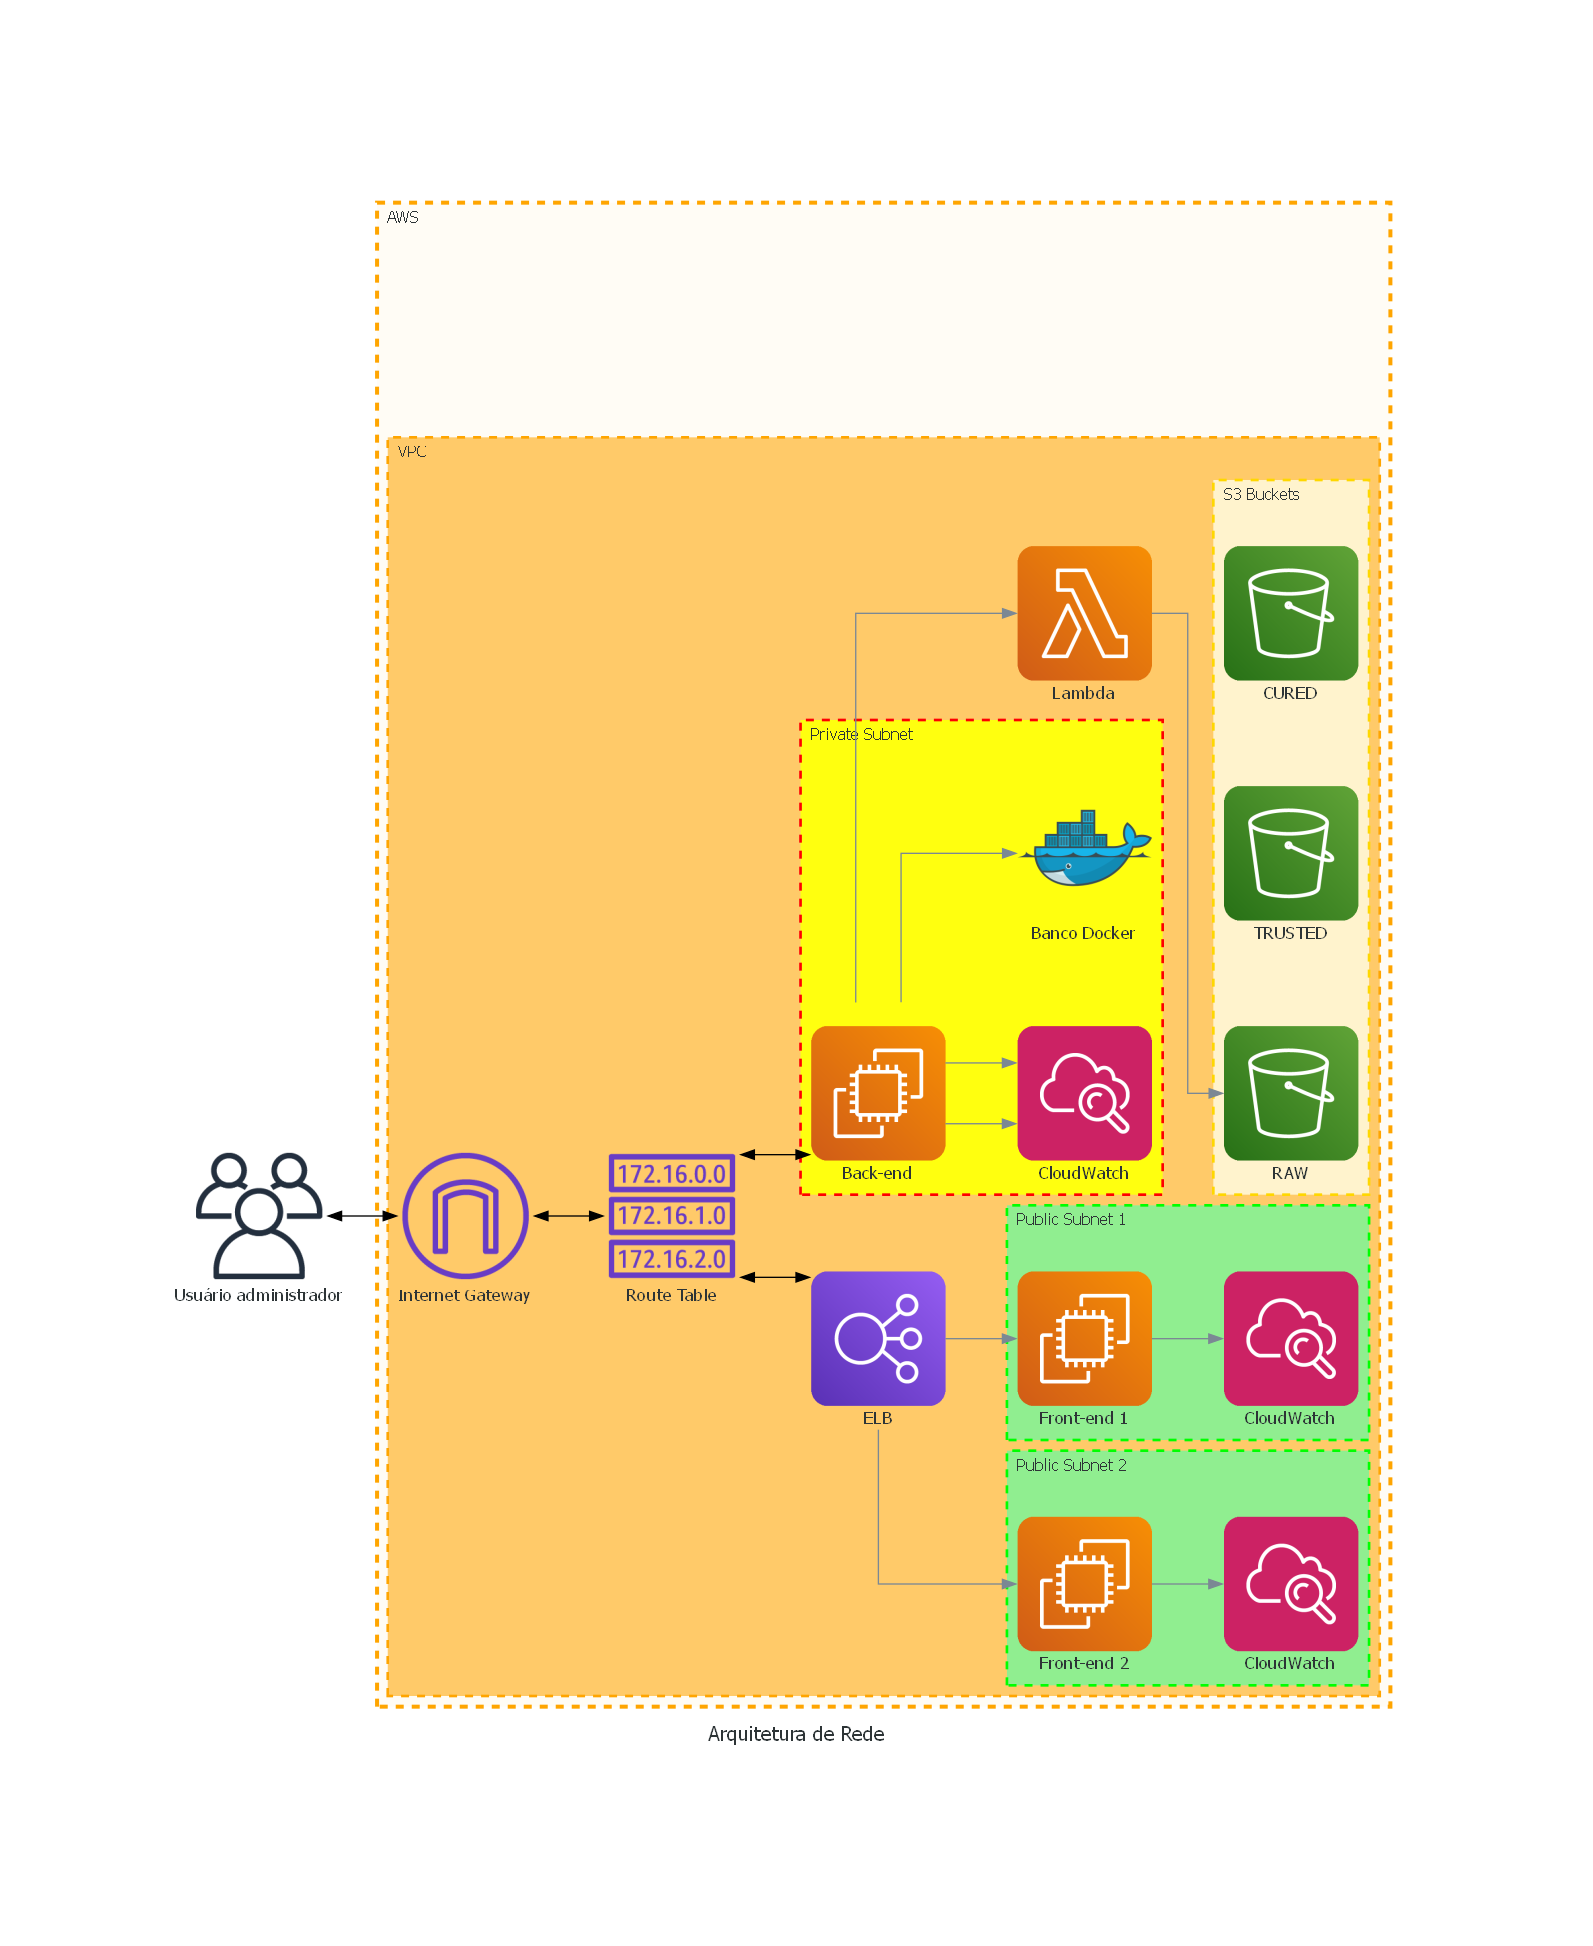 AWS
VPC
S3 Buckets
Lambda
CURED
Private Subnet
Banco Docker
TRUSTED
Back-end
CloudWatch
RAW
172.16.0.0
172.16.1.0
172.16.2.0
Usuário administrador
Internet Gateway
Route Table
Public Subnet 1
ELB
Front-end 1
CloudWatch
Public Subnet 2
Front-end 2
CloudWatch
Arquitetura de Rede